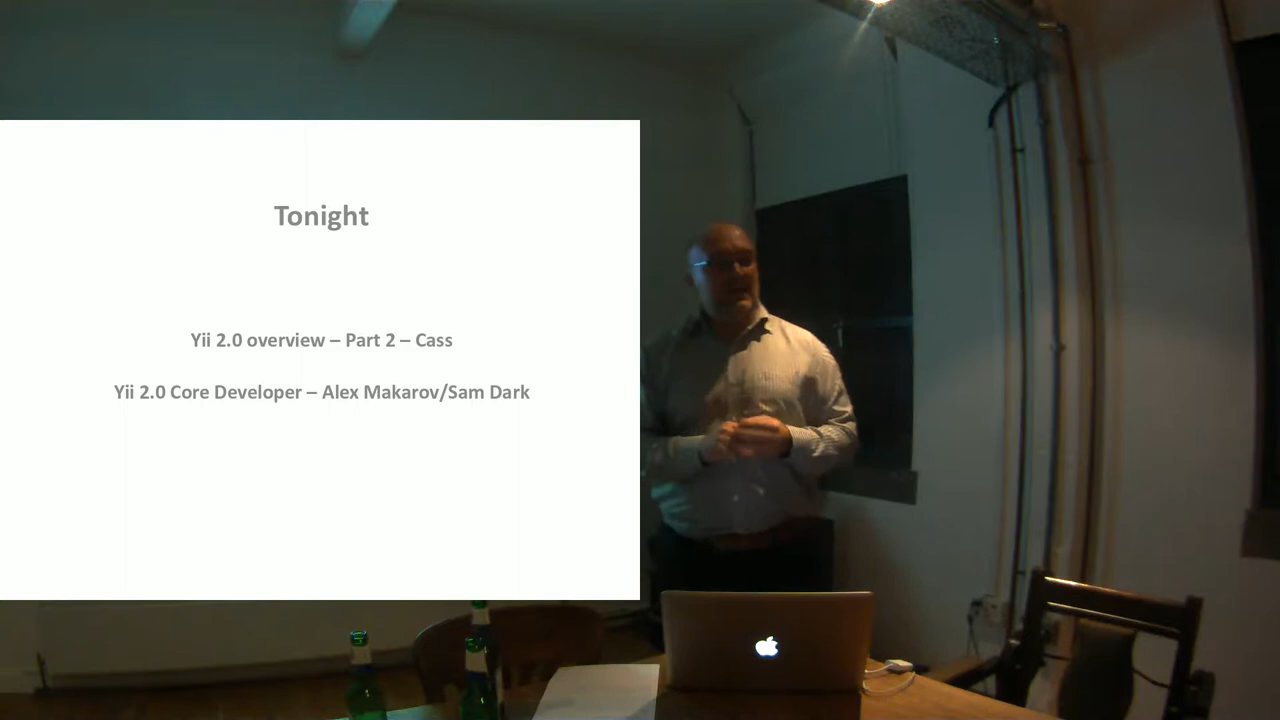 Tonight
Yii 2.0 overview – Part 2 – Cass
Yii 2.0 Core Developer – Alex Makarov/Sam Dark